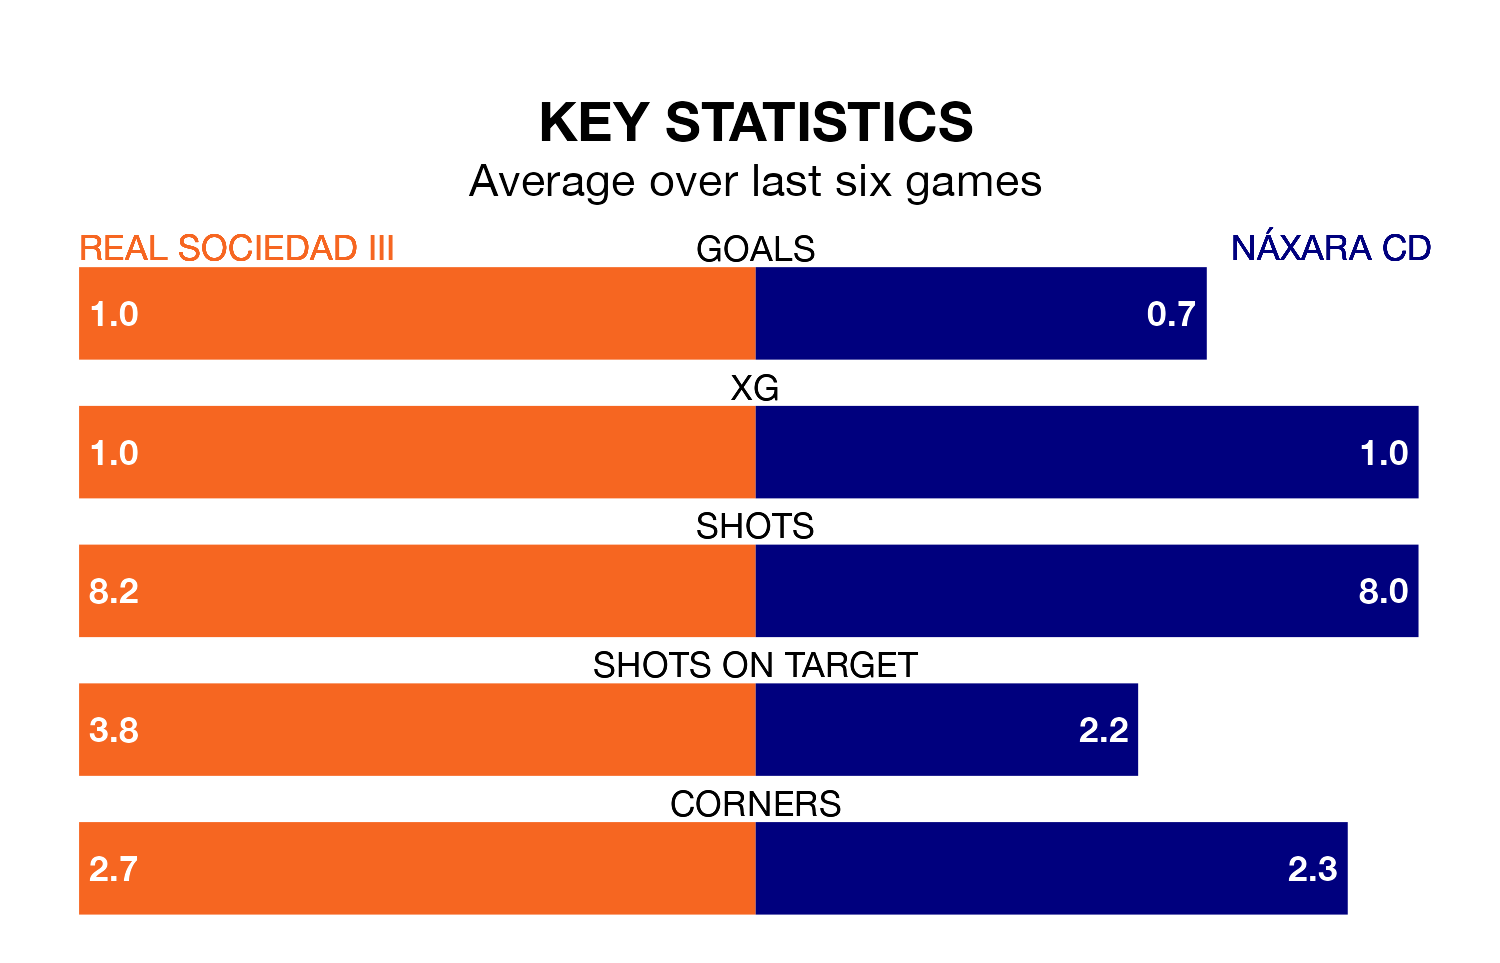 KEY STATISTICS
Average over last six games
REAL SOCIEDAD III
GOALS
NÁXARA CD
1.0
0.7
XG
1.0
1.0
SHOTS
8.2
8.0
SHOTS ON TARGET
3.8
2.2
CORNERS
2.7
2.3